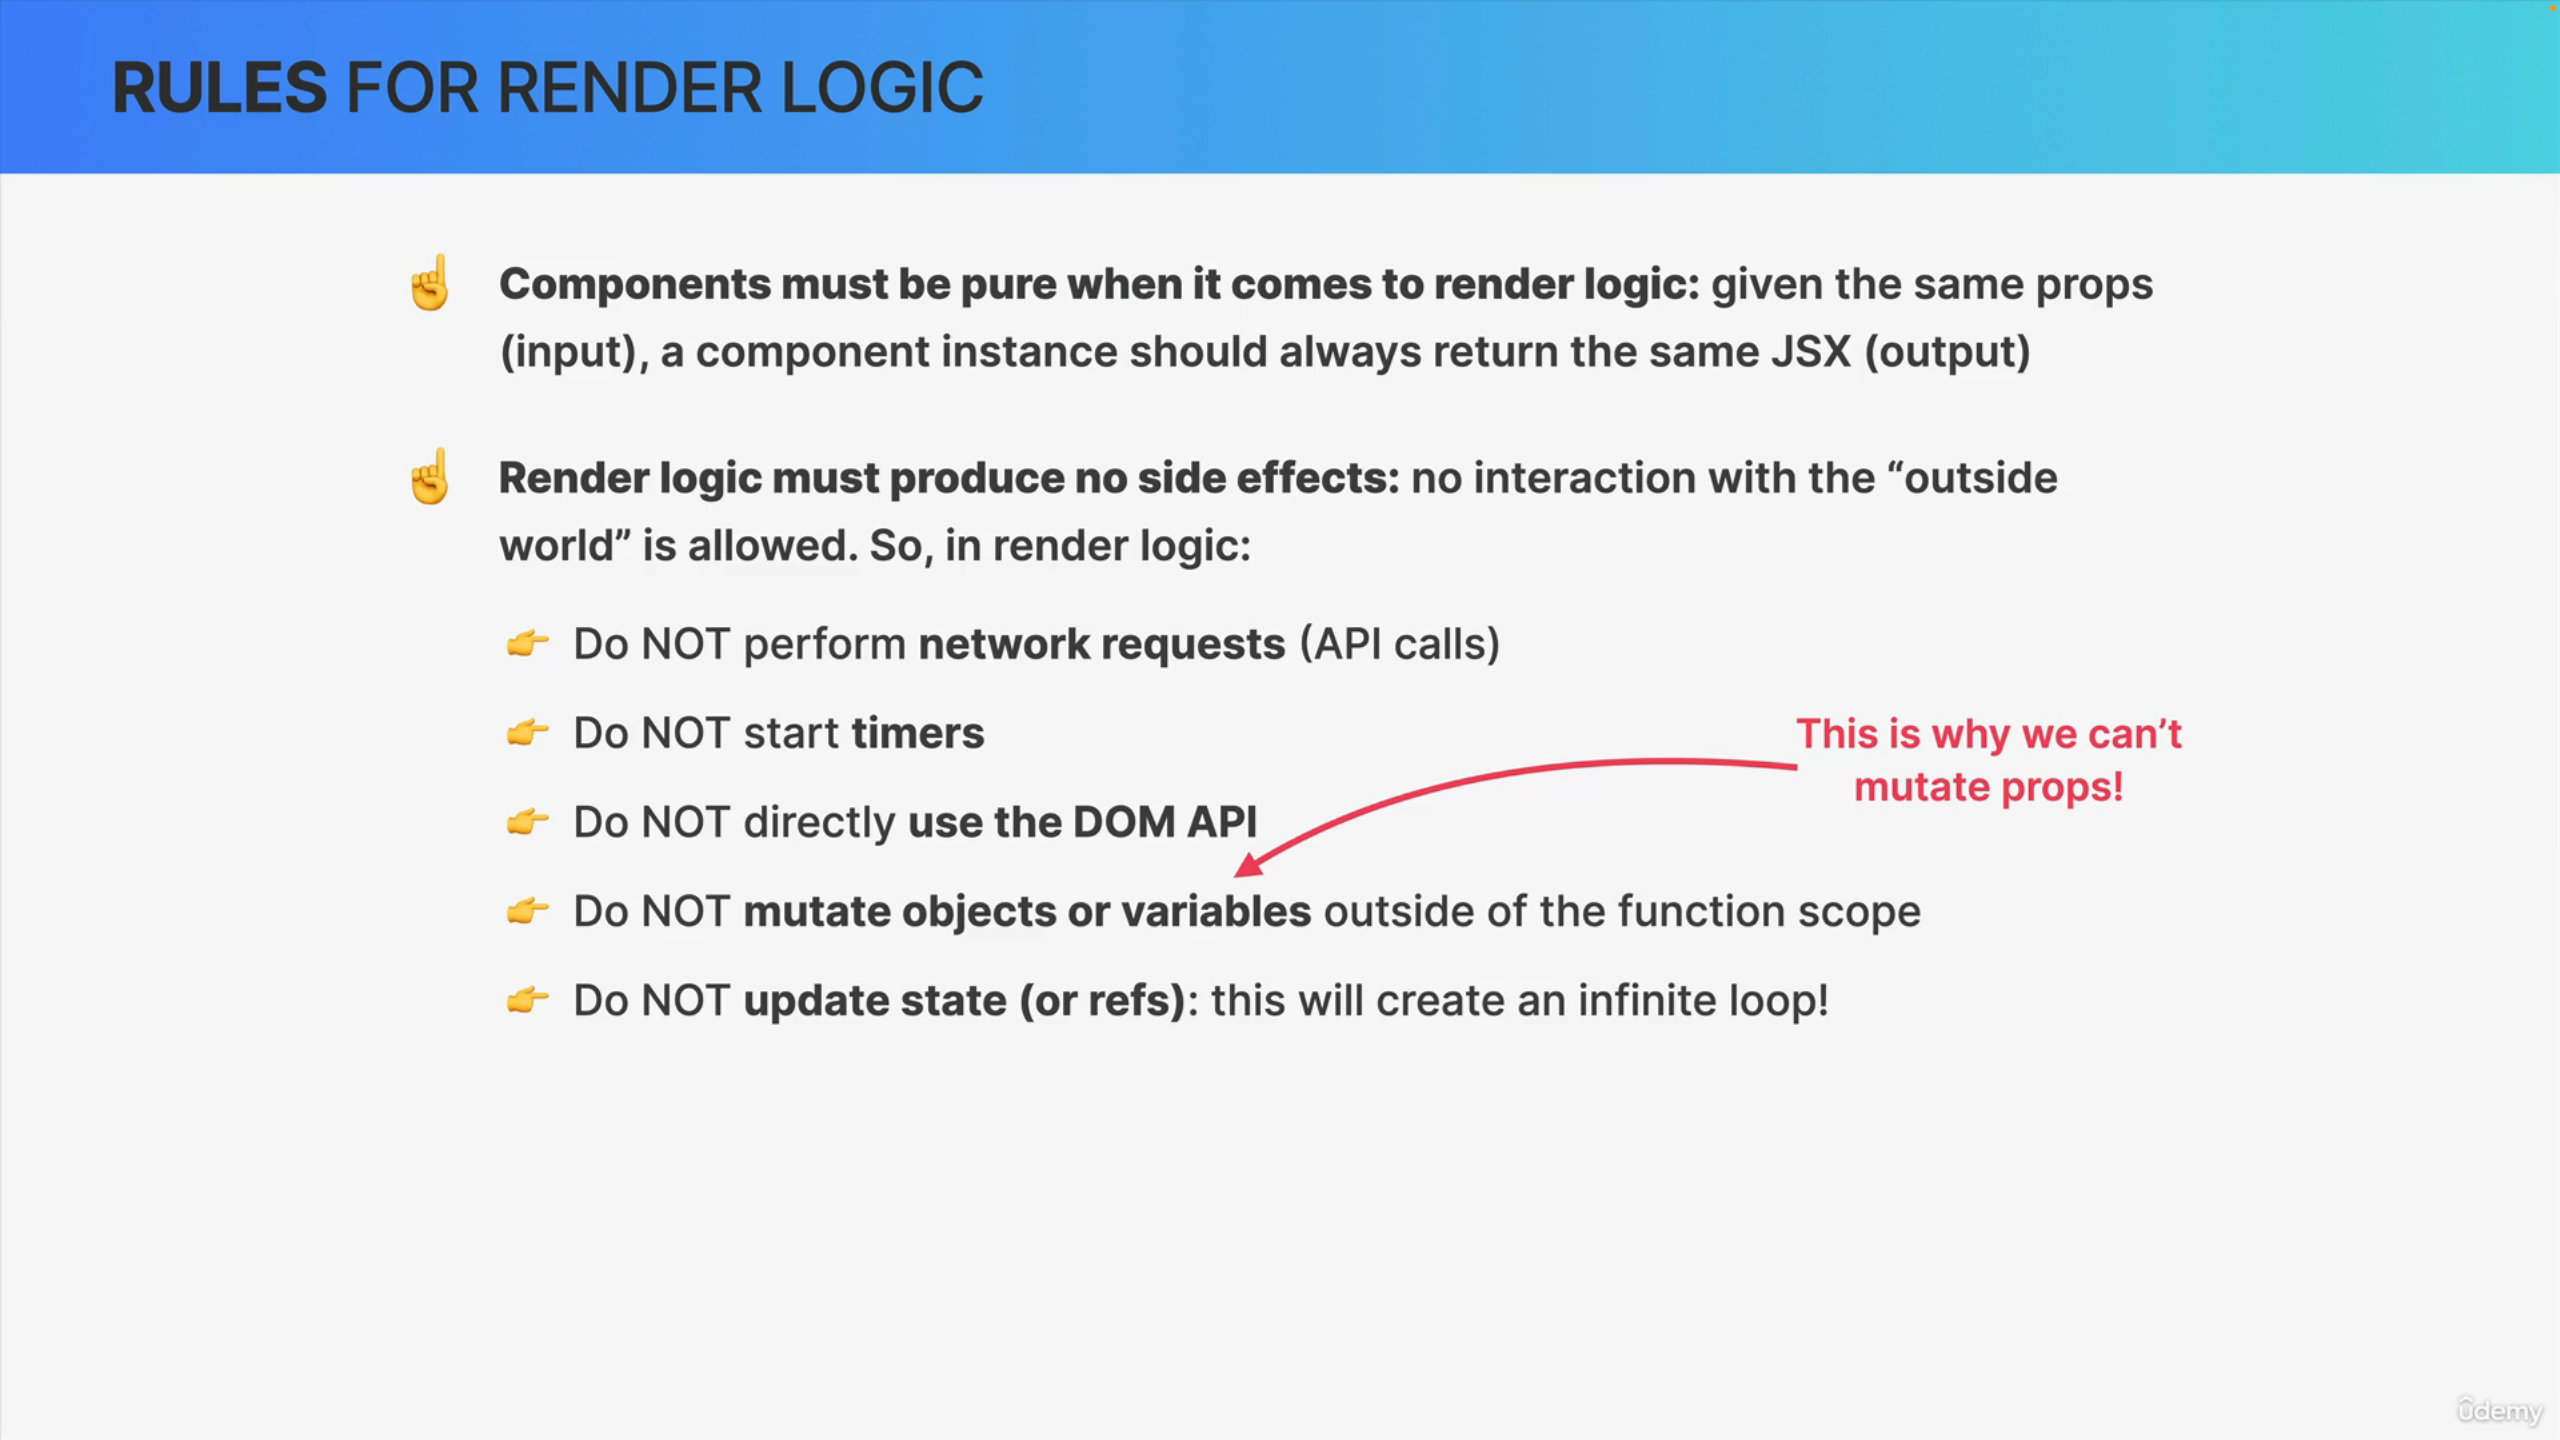 RULES FOR RENDER LOGIC
Components must be pure when it comes to render logic: given the same props
(input), a component instance should always return the same JSX (output)
Render logic must produce no side effects: no interaction with the “outside
world” is allowed. So, in render logic:
Do NOT perform network requests (API calls)
Do NOT start timers
This is why we can’t
mutate props!
Do NOT directly use the DOM API
Do NOT mutate objects or variables outside of the function scope
Do NOT update state (or refs): this will create an infinite loop!
ûdemy